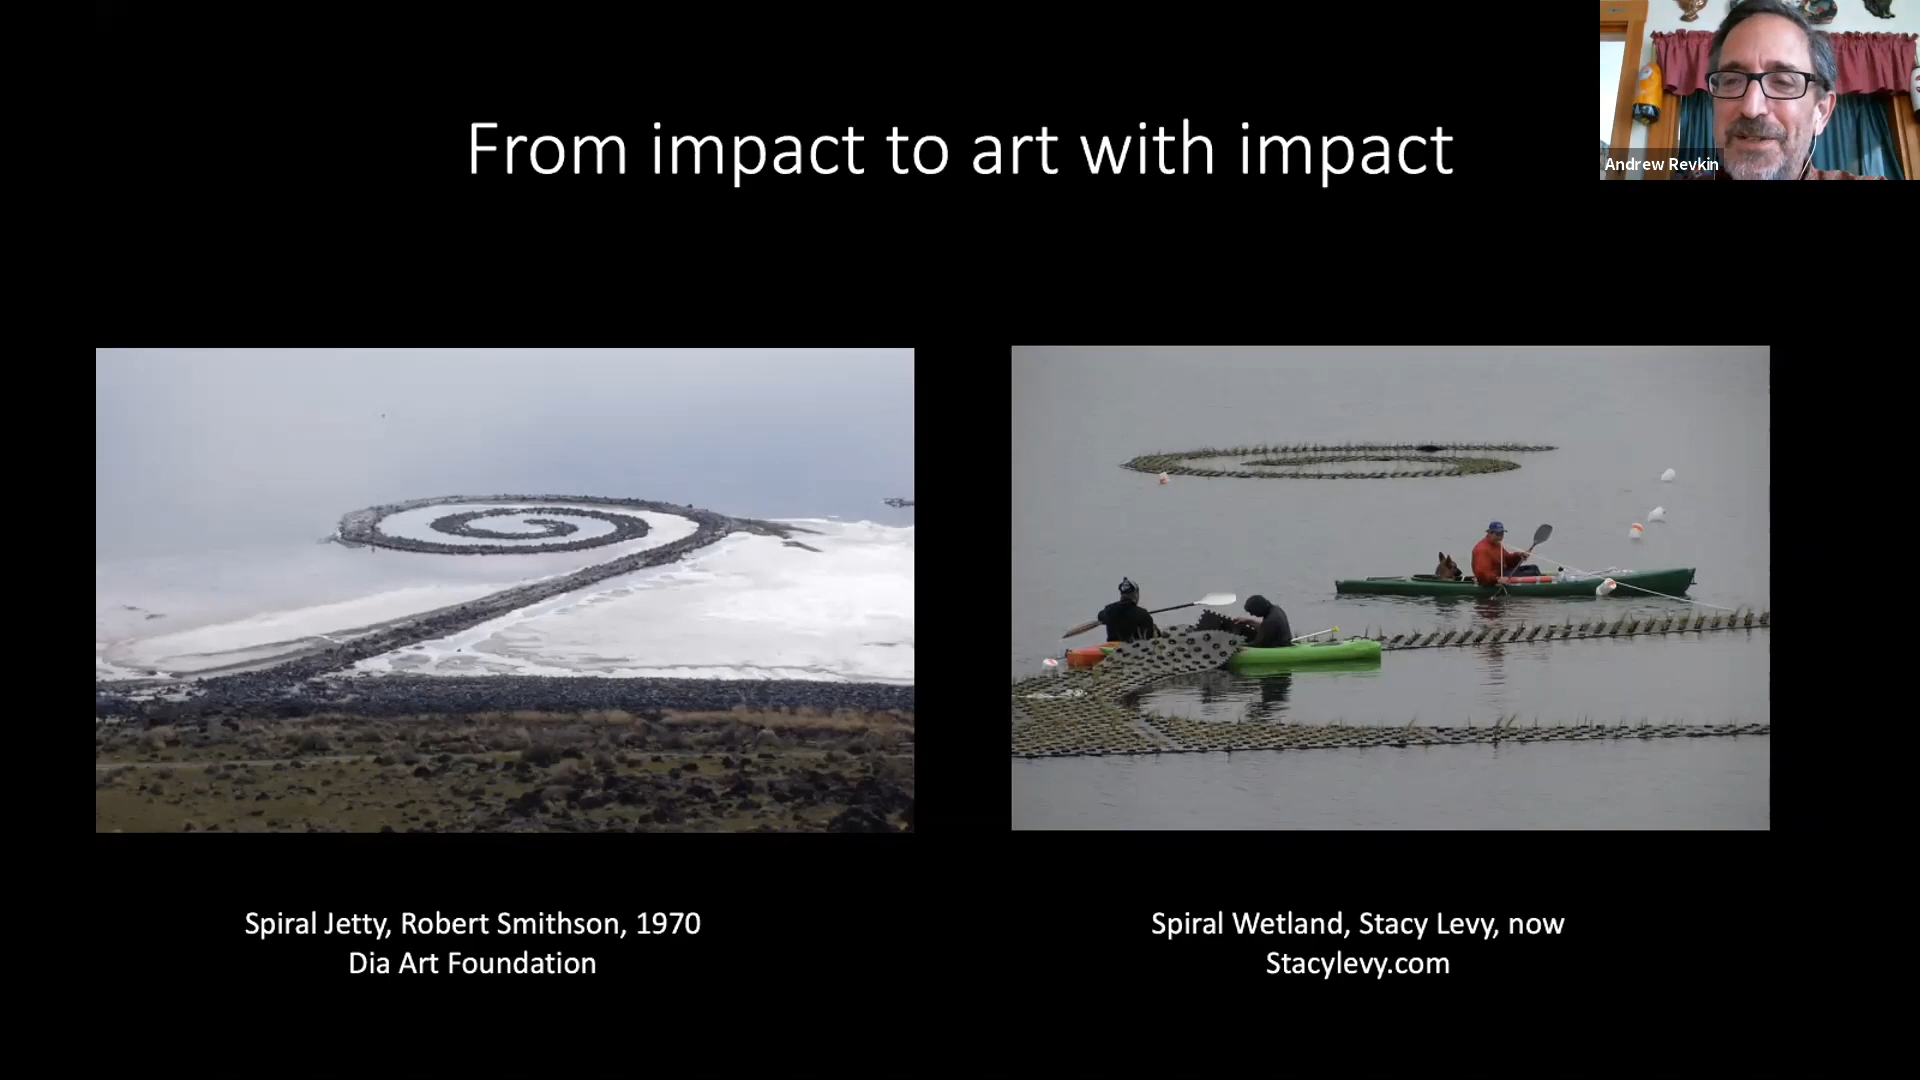 From impact to art with impact
Andrew Revkin
Spiral Jetty, Robert Smithson, 1970
Dia Art Foundation
Spiral Wetland, Stacy Levy, now
Stacylevy.com